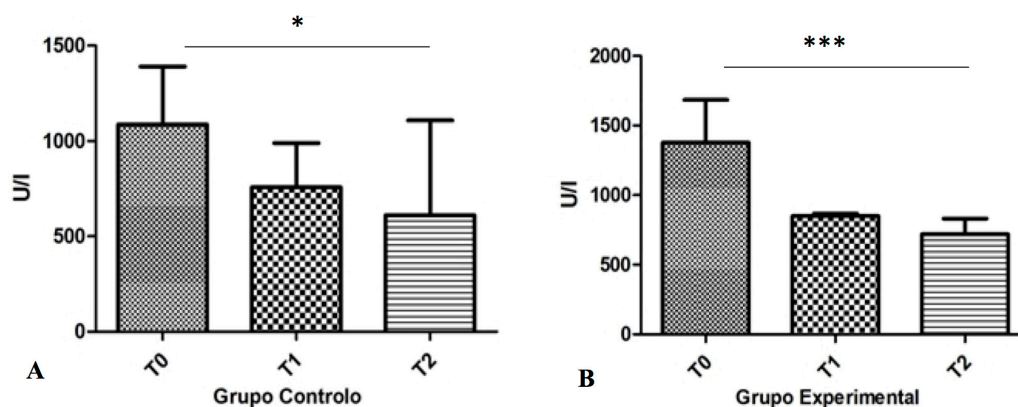 *
1500
1000
500
0
U/I
T0
T1
T2
Grupo Controlo
A
***
2000
1500
1000
500
0
U/I
T0
T1
T2
Grupo Experimental
B